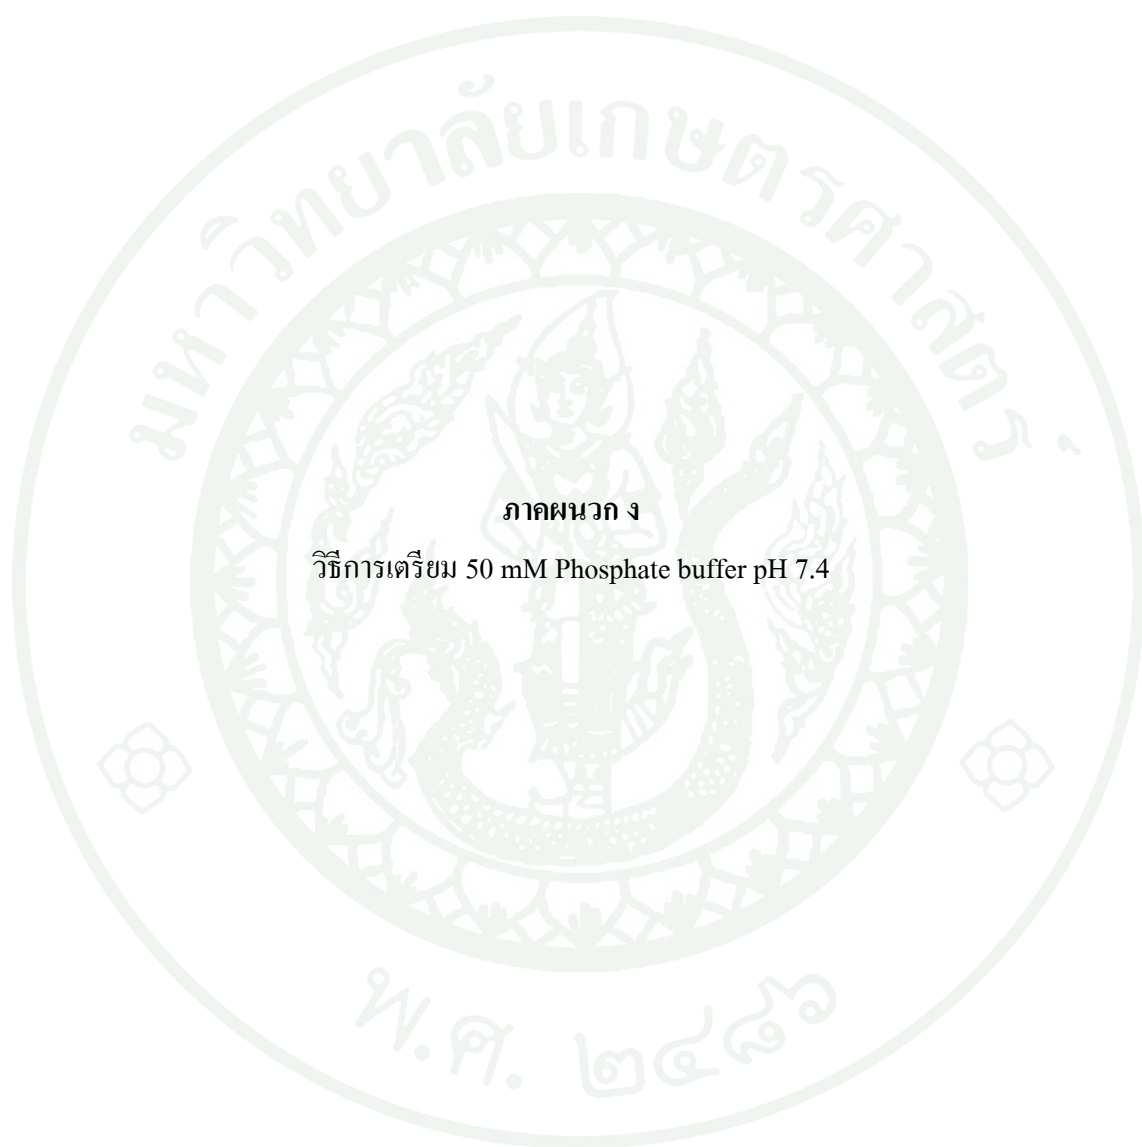 มหาวิทยาลัยเกษตรศาสตร์
ภาคผนวก ง
วิธีการเตรียม 50 mM Phosphate buffer pH 7.4
พ.ศ. ๒๔๘๖